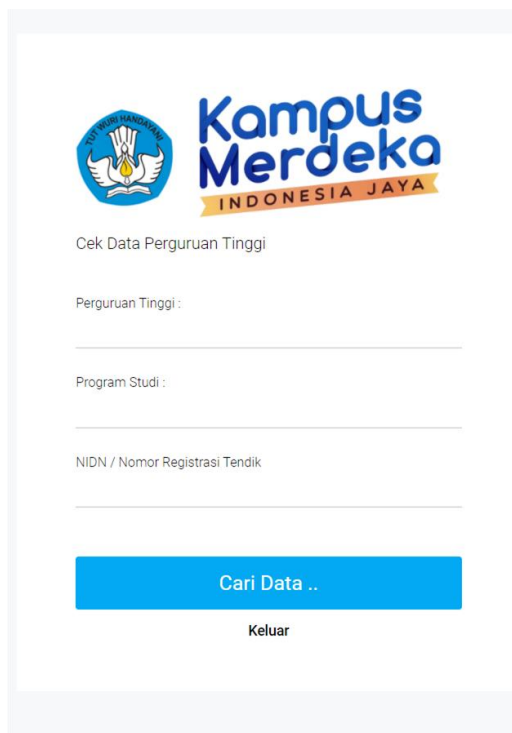 TUT WURI HANDAYANI
Kampus
Merdeka
INDONESIA JAYA
Cek Data Perguruan Tinggi
Perguruan Tinggi :
Program Studi :
NIDN / Nomor Registrasi Tendik
Cari Data ..
Keluar